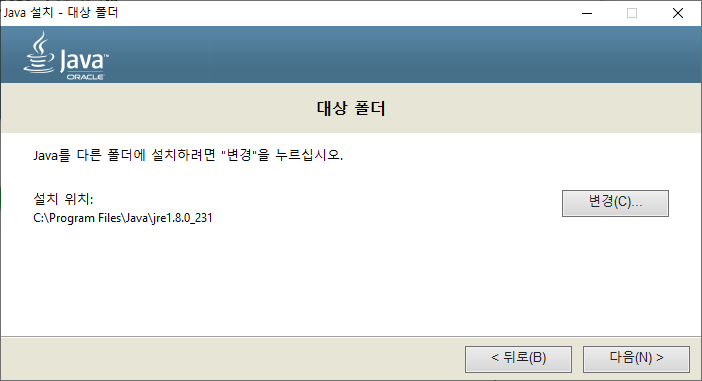 Java 설치 - 대상 폴더
Java™
ORACLE
대상 폴더
Java를 다른 폴더에 설치하려면 "변경"을 누르십시오.
설치 위치:
변경(C)...
C:\Program Files\Java\jre1.8.0_231
< 뒤로(B)
다음(N) >